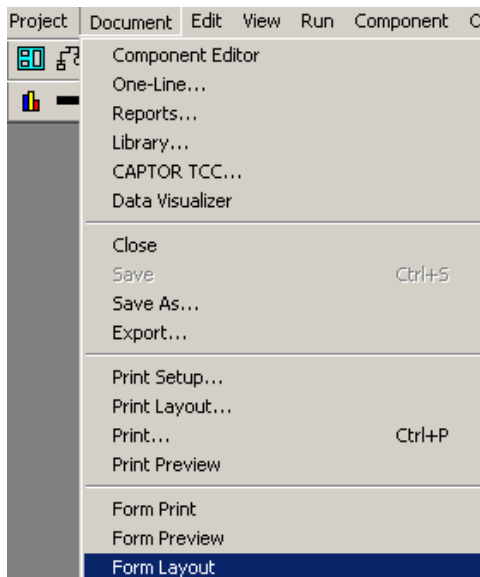 Project Document Edit View Run Component
Component Editor
One-Line...
Reports...
Library...
CAPTOR TCC...
Data Visualizer
Close
Save Ctrl+S
Save As...
Export...
Print Setup...
Print Layout...
Print... Ctrl+P
Print Preview
Form Print
Form Preview
Form Layout